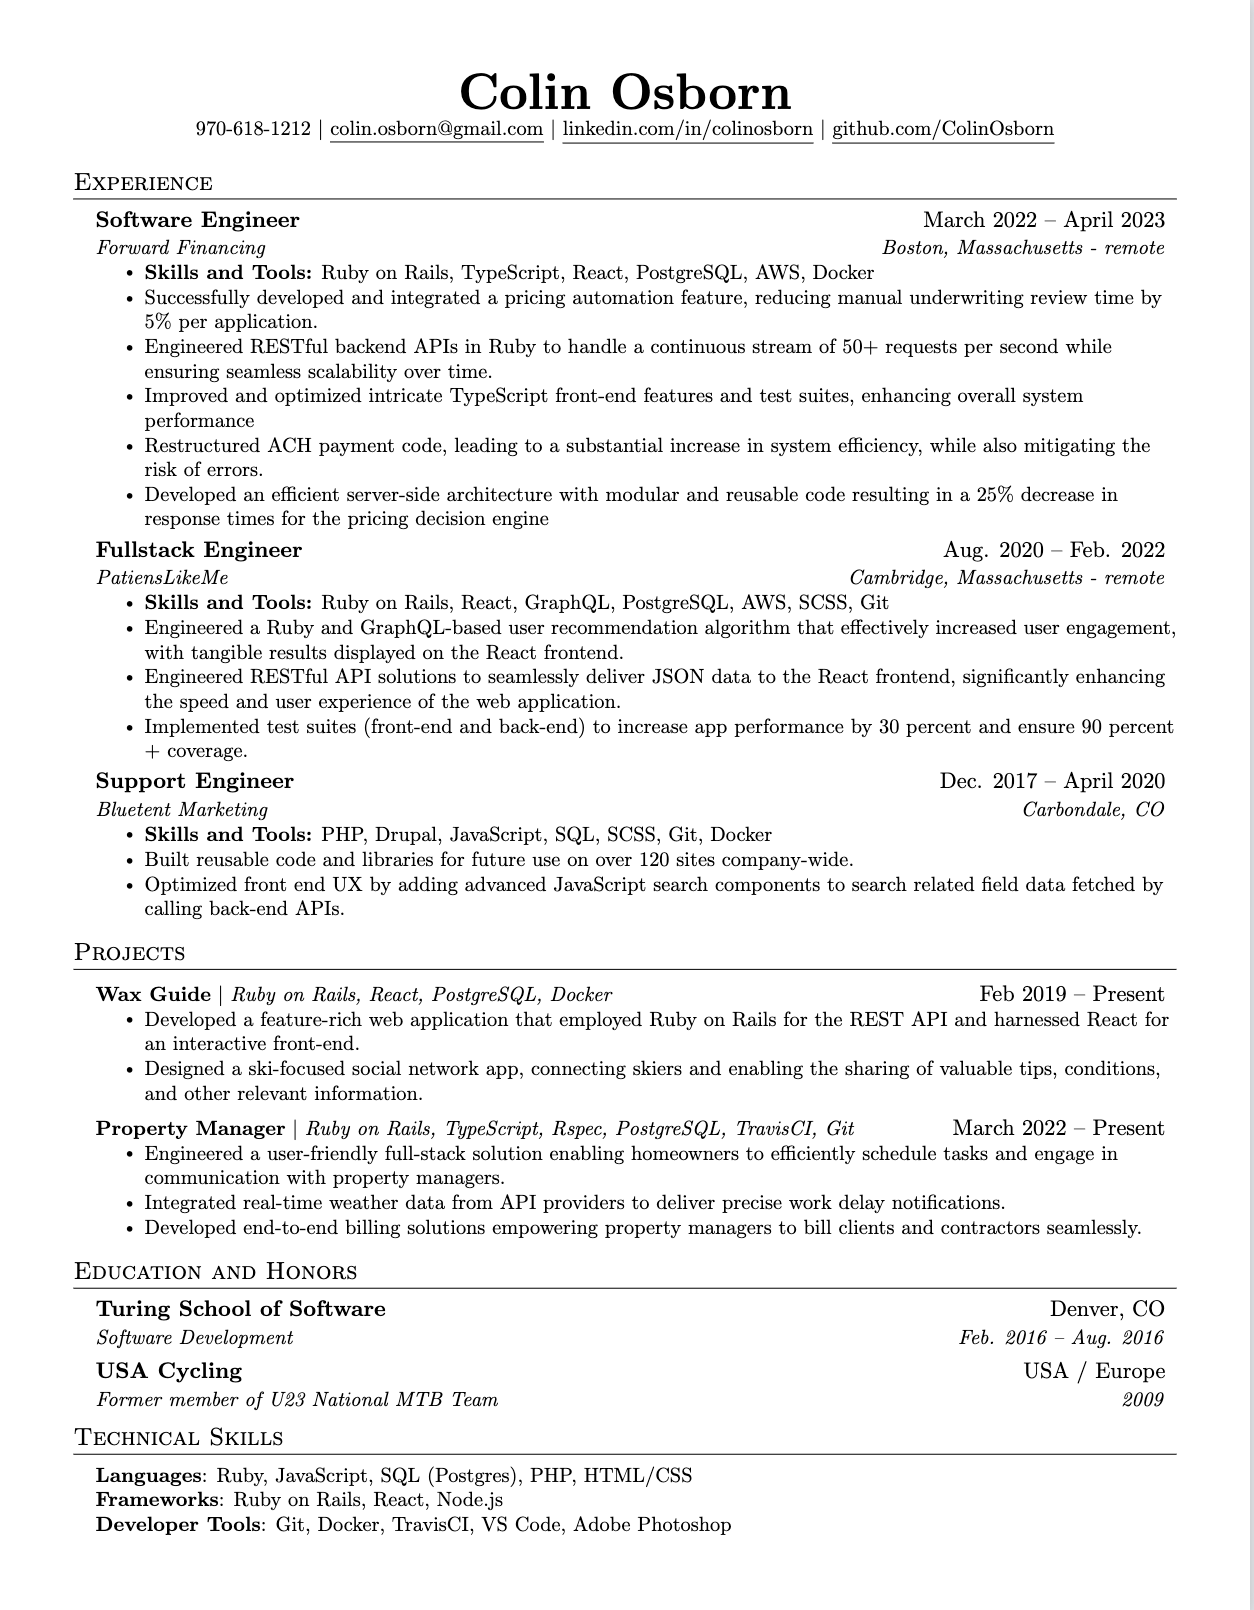 Colin Osborn
970-618-1212 | colin.osborn@gmail.com | linkedin.com/in/colinosborn | github.com/ColinOsborn
Experience
Software Engineer March 2022 – April 2023
Forward Financing Boston, Massachusetts - remote
• Skills and Tools: Ruby on Rails, TypeScript, React, PostgreSQL, AWS, Docker
• Successfully developed and integrated a pricing automation feature, reducing manual underwriting review time by
5% per application.
• Engineered RESTful backend APIs in Ruby to handle a continuous stream of 50+ requests per second while
ensuring seamless scalability over time.
• Improved and optimized intricate TypeScript front-end features and test suites, enhancing overall system
performance
• Restructured ACH payment code, leading to a substantial increase in system efficiency, while also mitigating the
risk of errors.
• Developed an efficient server-side architecture with modular and reusable code resulting in a 25% decrease in
response times for the pricing decision engine
Fullstack Engineer Aug. 2020 – Feb. 2022
PatiensLikeMe Cambridge, Massachusetts - remote
• Skills and Tools: Ruby on Rails, React, GraphQL, PostgreSQL, AWS, SCSS, Git
• Engineered a Ruby and GraphQL-based user recommendation algorithm that effectively increased user engagement,
with tangible results displayed on the React frontend.
• Engineered RESTful API solutions to seamlessly deliver JSON data to the React frontend, significantly enhancing
the speed and user experience of the web application.
• Implemented test suites (front-end and back-end) to increase app performance by 30 percent and ensure 90 percent
+ coverage.
Support Engineer Dec. 2017 – April 2020
Bluetent Marketing Carbondale, CO
• Skills and Tools: PHP, Drupal, JavaScript, SQL, SCSS, Git, Docker
• Built reusable code and libraries for future use on over 120 sites company-wide.
• Optimized front end UX by adding advanced JavaScript search components to search related field data fetched by
calling back-end APIs.
Projects
Wax Guide | Ruby on Rails, React, PostgreSQL, Docker Feb 2019 – Present
• Developed a feature-rich web application that employed Ruby on Rails for the REST API and harnessed React for
an interactive front-end.
• Designed a ski-focused social network app, connecting skiers and enabling the sharing of valuable tips, conditions,
and other relevant information.
Property Manager | Ruby on Rails, TypeScript, Rspec, PostgreSQL, TravisCI, Git March 2022 – Present
• Engineered a user-friendly full-stack solution enabling homeowners to efficiently schedule tasks and engage in
communication with property managers.
• Integrated real-time weather data from API providers to deliver precise work delay notifications.
• Developed end-to-end billing solutions empowering property managers to bill clients and contractors seamlessly.
Education and Honors
Turing School of Software Denver, CO
Software Development Feb. 2016 – Aug. 2016
USA Cycling USA / Europe
Former member of U23 National MTB Team 2009
Technical Skills
Languages: Ruby, JavaScript, SQL (Postgres), PHP, HTML/CSS
Frameworks: Ruby on Rails, React, Node.js
Developer Tools: Git, Docker, TravisCI, VS Code, Adobe Photoshop